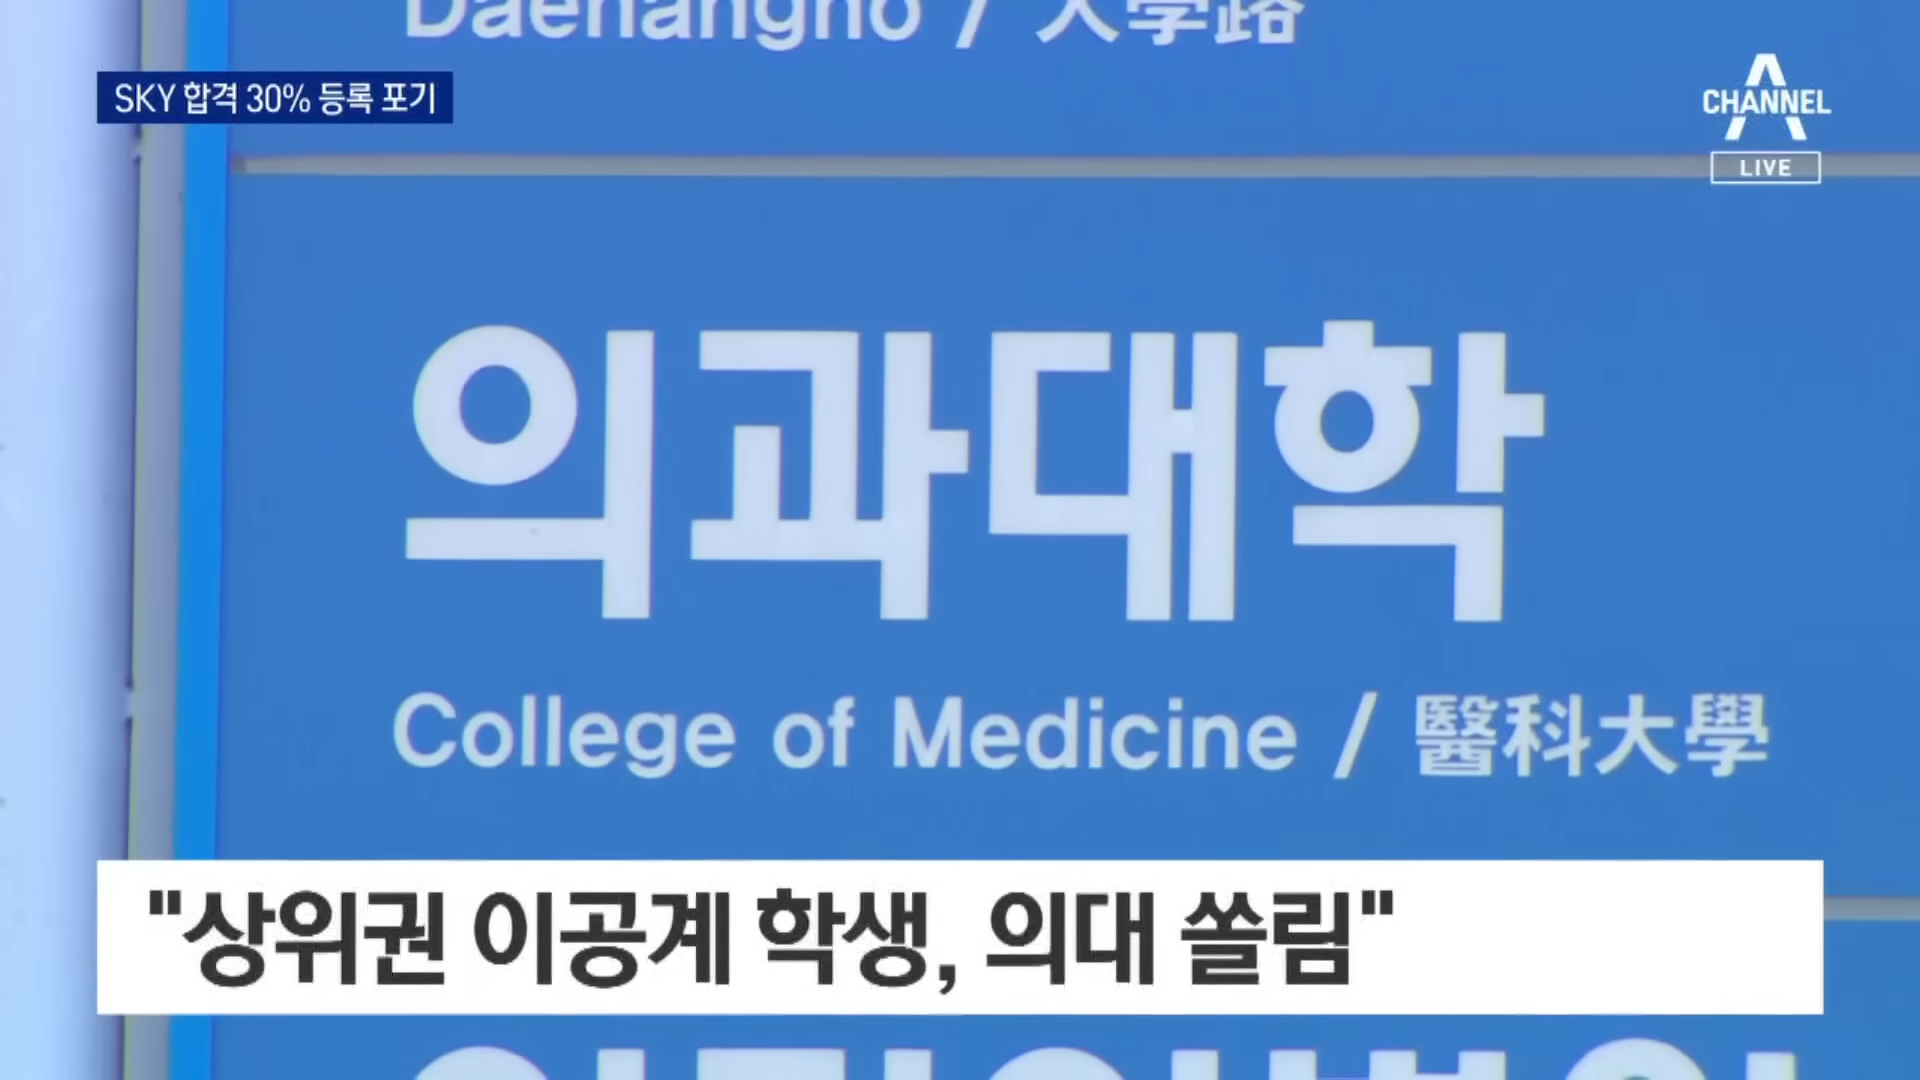 Daehangno / 大學路
SKY 합격 30% 등록 포기
CHANNEL A
LIVE
의과대학
College of Medicine / 醫科大學
"상위권 이공계 학생, 의대 쏠림"